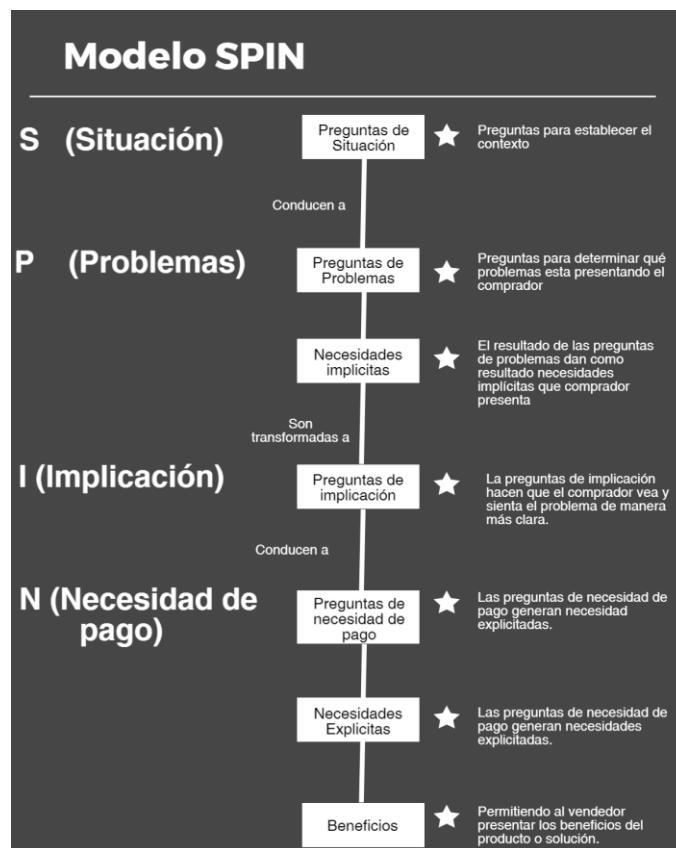 Modelo SPIN
S (Situación)
Preguntas de
Situación
Preguntas para establecer el
contexto
Conducen a
P (Problemas)
Preguntas de
Problemas
Preguntas para determinar qué
problemas esta presentando el
comprador
Necesidades
implicitas
El resultado de las preguntas
de problemas dan como
resultado necesidades
implícitas que comprador
presenta
Son
transformadas a
I (Implicación)
Preguntas de
implicación
La preguntas de implicación
hacen que el comprador vea y
sienta el problema de manera
más clara.
Conducen a
N (Necesidad de
pago)
Preguntas de
necesidad de
pago
Las preguntas de necesidad de
pago generan necesidad
explicitadas.
Necesidades
Explicitas
Las preguntas de necesidad de
pago generan necesidades
explicitadas.
Beneficios
Permitiendo al vendedor
presentar los beneficios del
producto o solución.